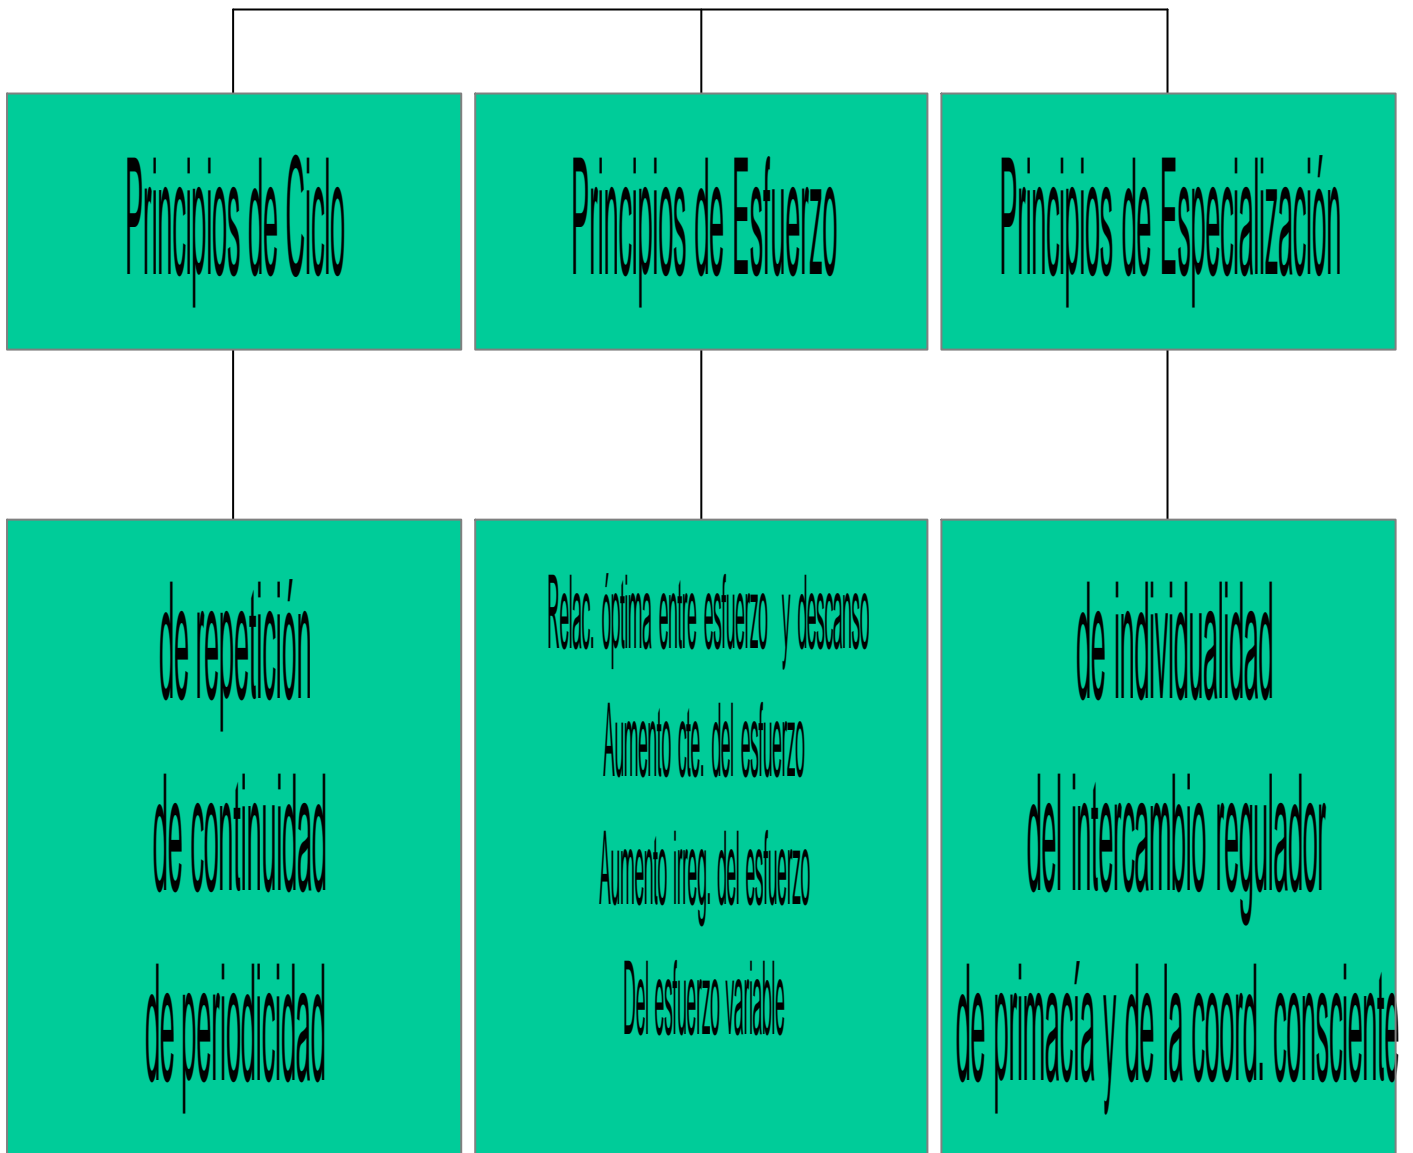 Principios de Ciclo
Principios de Esfuerzo
Principios de Especialización
de repetición
de continuidad
de periodicidad
Relac. óptima entre esfuerzo y descanso
Aumento cte. del esfuerzo
Aumento irreg. del esfuerzo
Del esfuerzo variable
de individualidad
del intercambio regulador
de primacía y de la coord. consciente